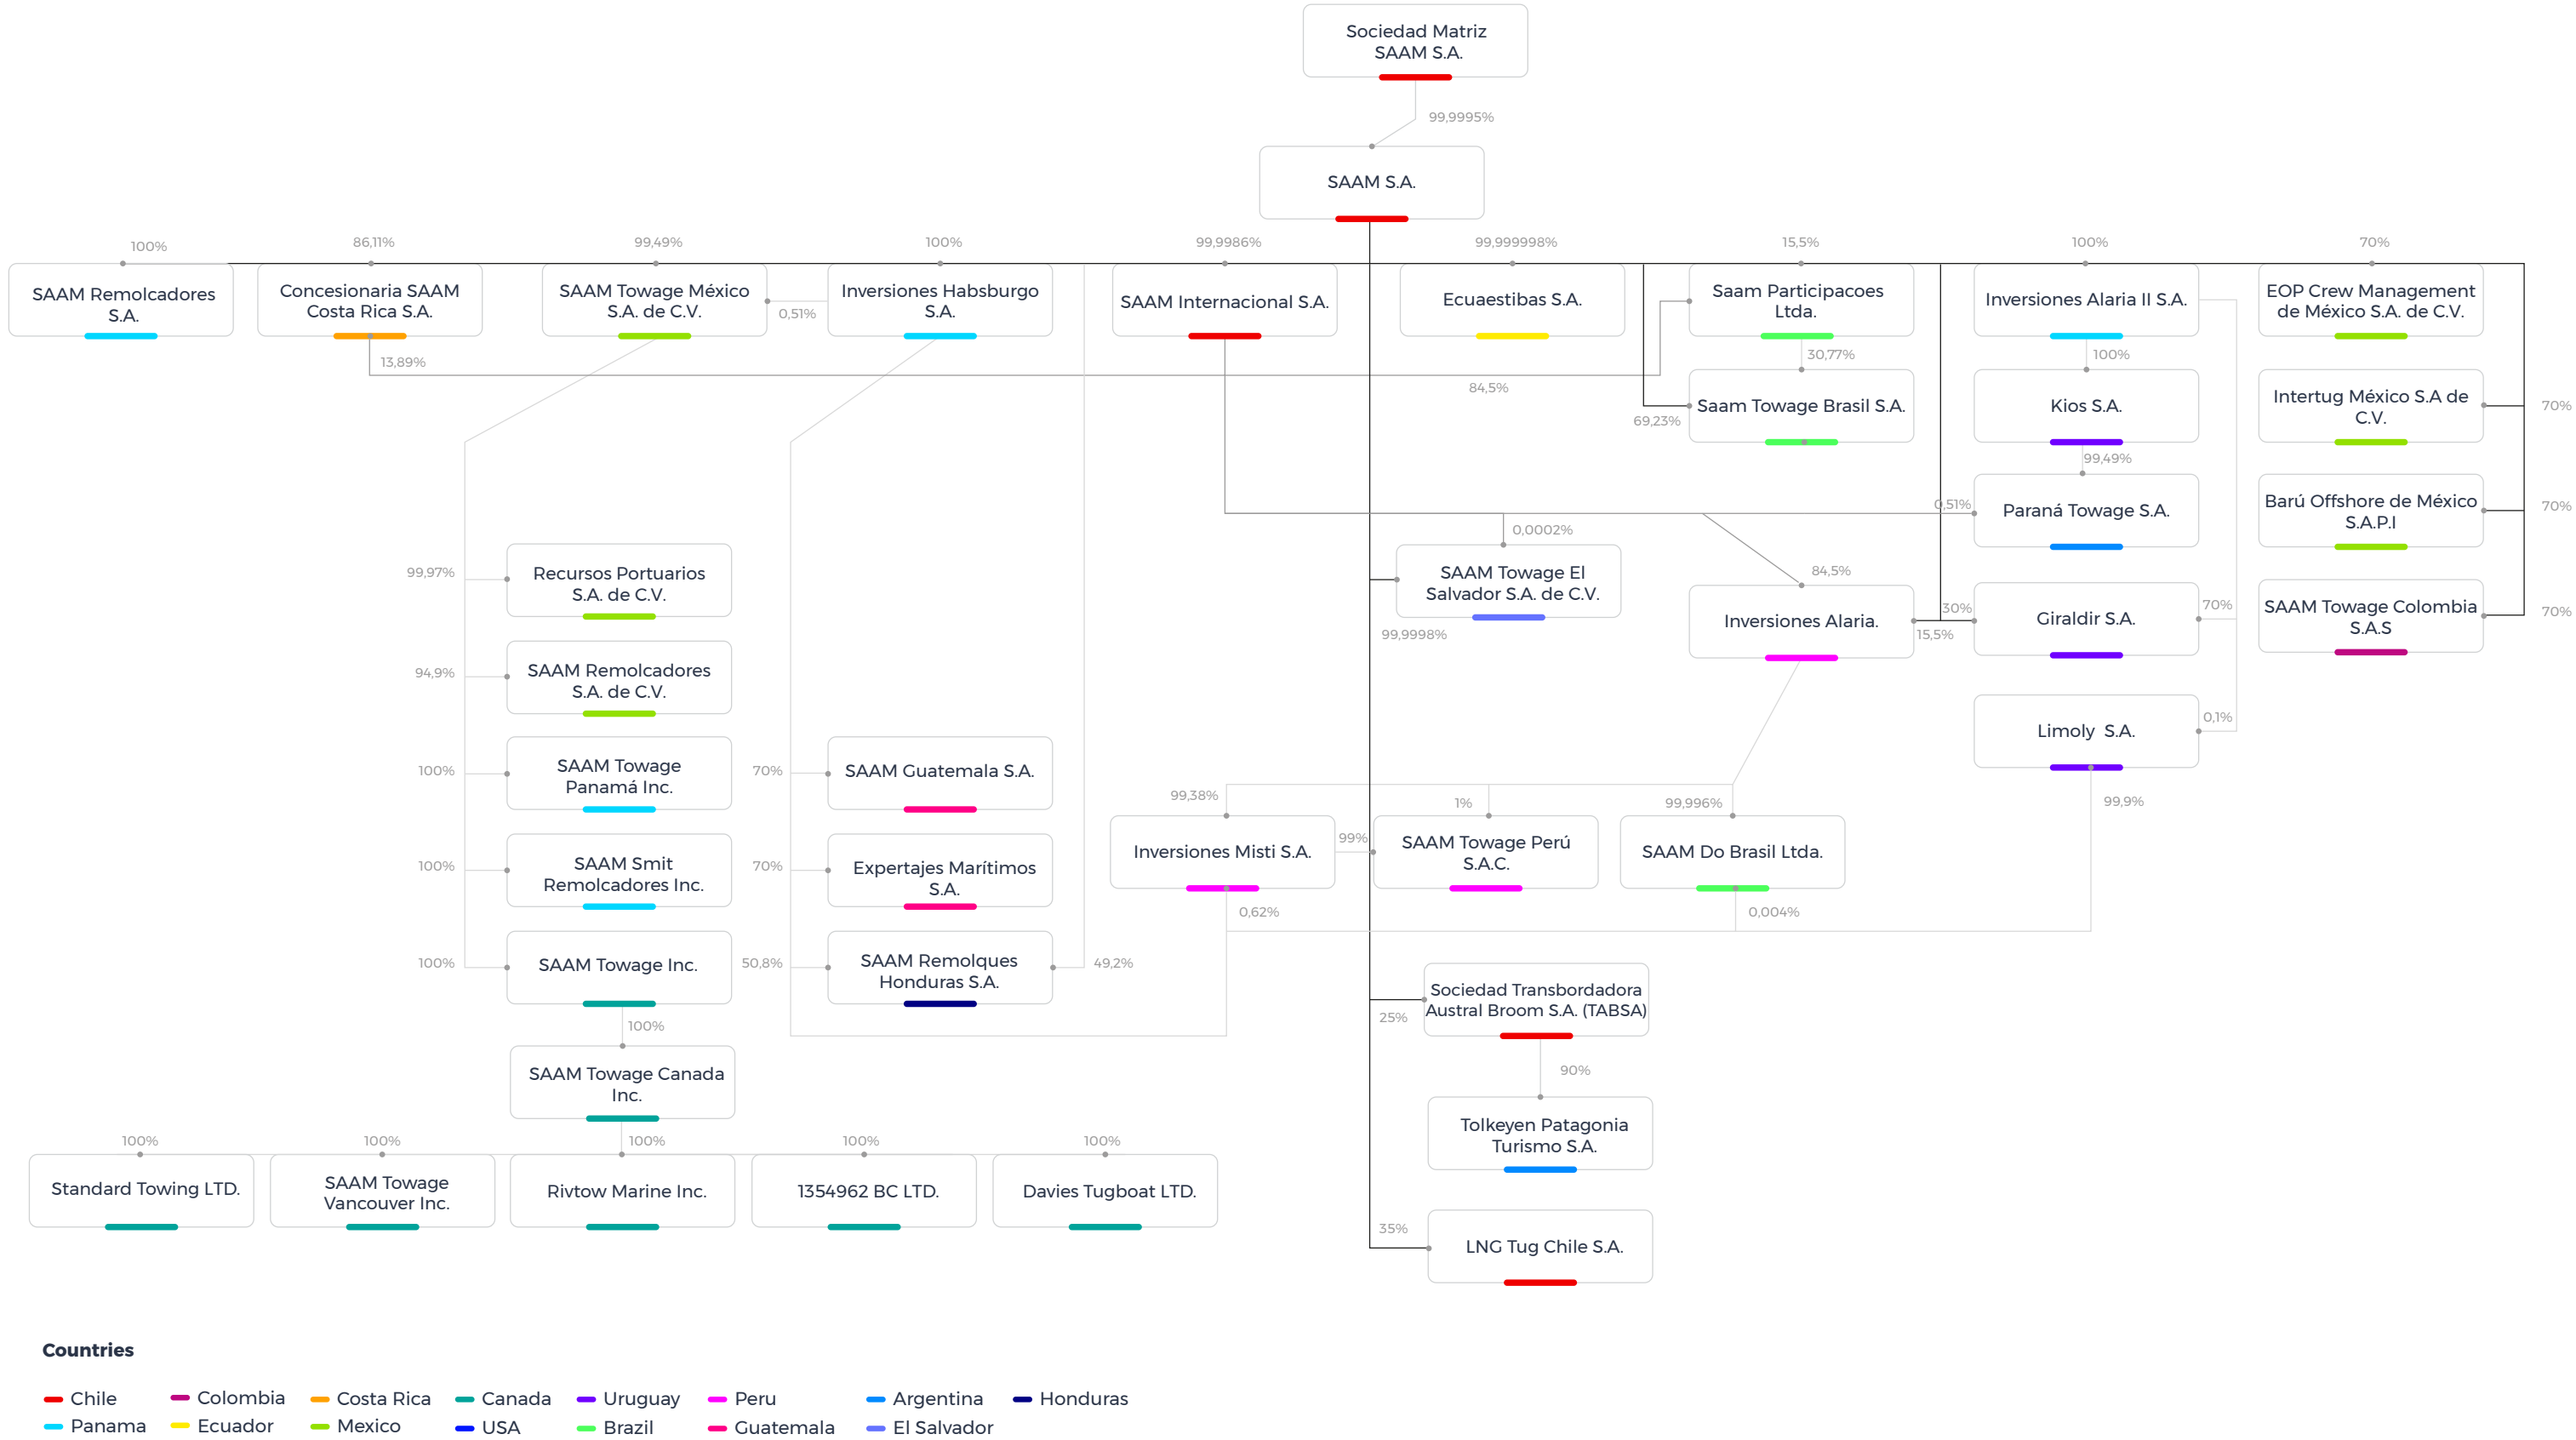 Sociedad Matriz
SAAM S.A.
99,9995%
SAAM S.A.
100%
86,11%
99,49%
100%
99,9986%
99,999998%
15,5%
100%
70%
SAAM Remolcadores
S.A.
Concesionaria SAAM
Costa Rica S.A.
SAAM Towage México
S.A. de C.V.
0,51%
Inversiones Habsburgo
S.A.
SAAM Internacional S.A.
Ecuaestibas S.A.
Saam Participacoes
Ltda.
Inversiones Alaria II S.A.
EOP Crew Management
de México S.A. de C.V.
13,89%
84,5%
30,77%
100%
69,23%
Saam Towage Brasil S.A.
Kios S.A.
Intertug México S.A de
C.V.
70%
99,49%
0,51%
Paraná Towage S.A.
Barú Offshore de México
S.A.P.I
70%
0,0002%
99,97%
Recursos Portuarios
S.A. de C.V.
SAAM Towage El
Salvador S.A. de C.V.
99,9998%
84,5%
Inversiones Alaria.
30%
15,5%
Giraldir S.A.
70%
SAAM Towage Colombia
S.A.S
70%
94,9%
SAAM Remolcadores
S.A. de C.V.
Limoly  S.A.
0,1%
99,9%
100%
SAAM Towage
Panamá Inc.
70%
SAAM Guatemala S.A.
99,38%
1%
99,996%
100%
SAAM Smit
Remolcadores Inc.
70%
Expertajes Marítimos
S.A.
Inversiones Misti S.A.
99%
SAAM Towage Perú
S.A.C.
SAAM Do Brasil Ltda.
0,62%
0,004%
100%
SAAM Towage Inc.
50,8%
SAAM Remolques
Honduras S.A.
49,2%
Sociedad Transbordadora
Austral Broom S.A. (TABSA)
25%
100%
90%
SAAM Towage Canada
Inc.
Tolkeyen Patagonia
Turismo S.A.
100%
100%
100%
100%
100%
Standard Towing LTD.
SAAM Towage
Vancouver Inc.
Rivtow Marine Inc.
1354962 BC LTD.
Davies Tugboat LTD.
35%
LNG Tug Chile S.A.
Countries
Chile
Colombia
Costa Rica
Canada
Uruguay
Peru
Argentina
Honduras
Panama
Ecuador
Mexico
USA
Brazil
Guatemala
El Salvador